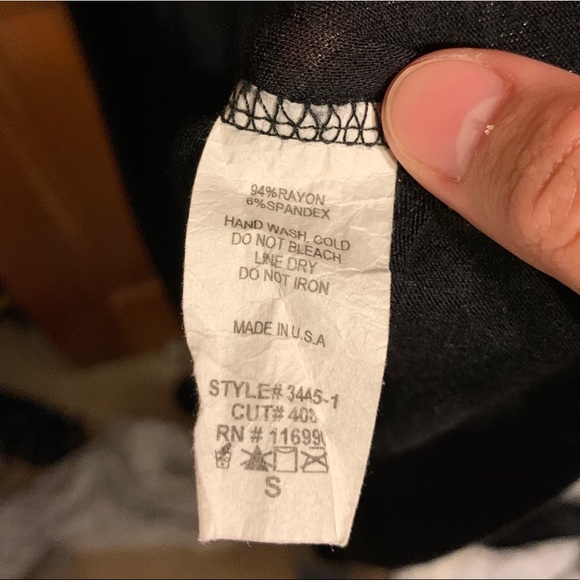 94%RAYON
6%SPANDEX
HAND WASH, COLD
DO NOT BLEACH
LINE DRY
DO NOT IRON
MADE IN U.S.A
STYLE# 3445-1
CUT# 408
RN #
S